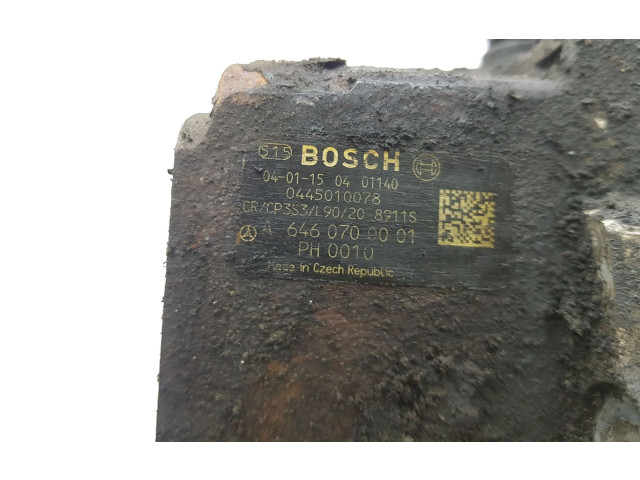 515 BOSCH
04-01-15 04 01140
0445010078
CR/CP3S3/L90/20-8911S
A 646 070 00 01
PH 0010
Made in Czech Republic